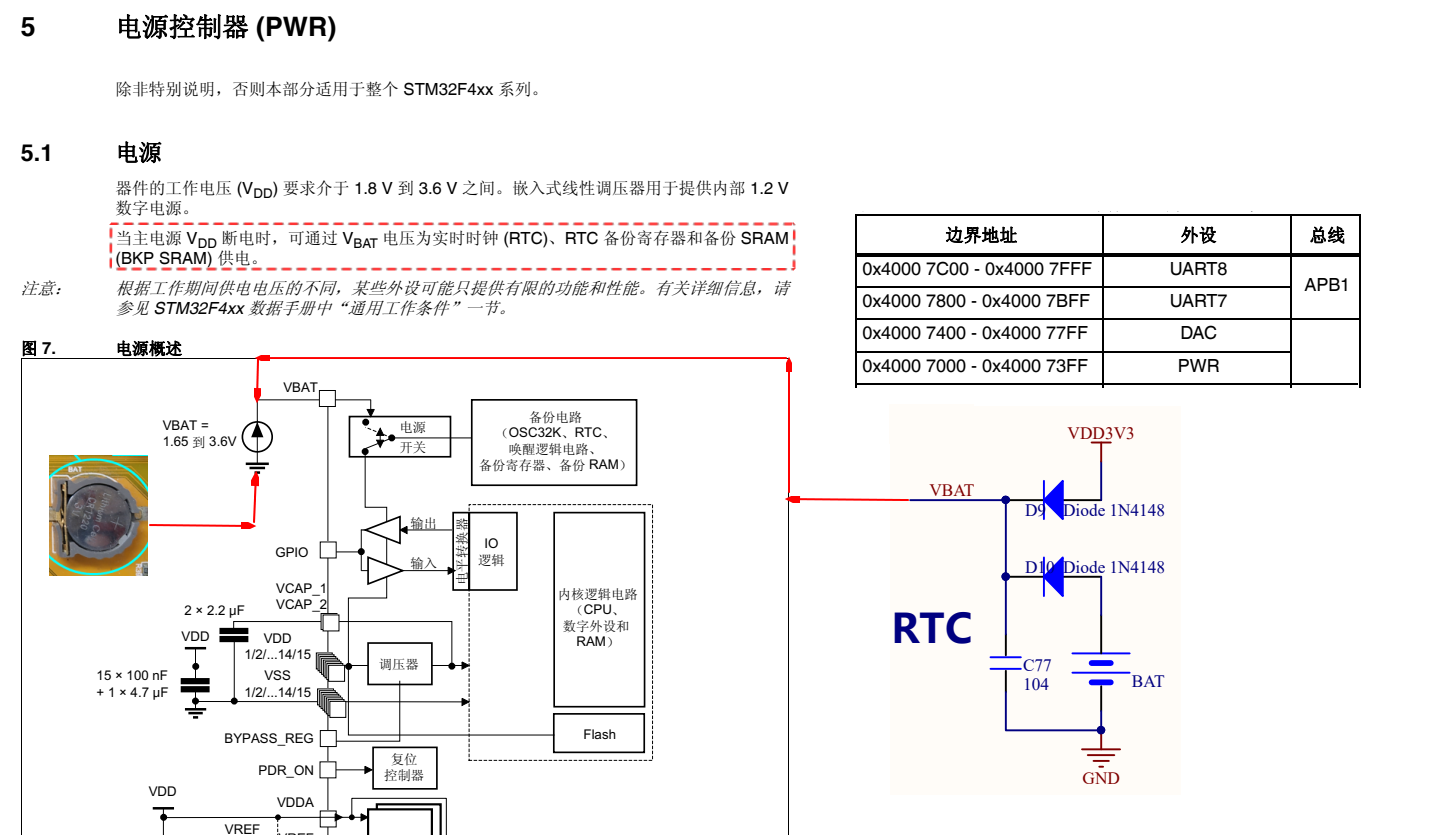 5 电源控制器 (PWR)
除非特别说明，否则本部分适用于整个 STM32F4xx 系列。
5.1 电源
器件的工作电压 (VDD) 要求介于 1.8 V 到 3.6 V 之间。嵌入式线性调压器用于提供内部 1.2 V
数字电源。
当主电源 VDD 断电时，可通过 VBAT 电压为实时时钟 (RTC)、RTC 备份寄存器和备份 SRAM
(BKP SRAM) 供电。
注意： 根据工作期间供电电压的不同，某些外设可能只提供有限的功能和性能。有关详细信息，请
参见 STM32F4xx 数据手册中“通用工作条件”一节。
图 7. 电源概述
VBAT
VBAT =
1.65 到 3.6V
BAT
电源
开关
备份电路
（OSC32K、RTC、
唤醒逻辑电路、
备份寄存器、备份 RAM）
GPIO
输出
输入
电平转换器
IO
逻辑
内核逻辑电路
（CPU、
数字外设和
RAM）
VCAP_1
VCAP_2
2 × 2.2 μF
VDD
VDD
1/2/...14/15
调压器
15 × 100 nF
+ 1 × 4.7 μF
VSS
1/2/...14/15
Flash
BYPASS_REG
PDR_ON
复位
控制器
VDD
VDDA
VREF
边界地址 外设 总线
0x4000 7C00 - 0x4000 7FFF UART8 APB1
0x4000 7800 - 0x4000 7BFF UART7
0x4000 7400 - 0x4000 77FF DAC
0x4000 7000 - 0x4000 73FF PWR
VDD3V3
VBAT
D9 Diode 1N4148
D10 Diode 1N4148
RTC
C77
104
BAT
GND